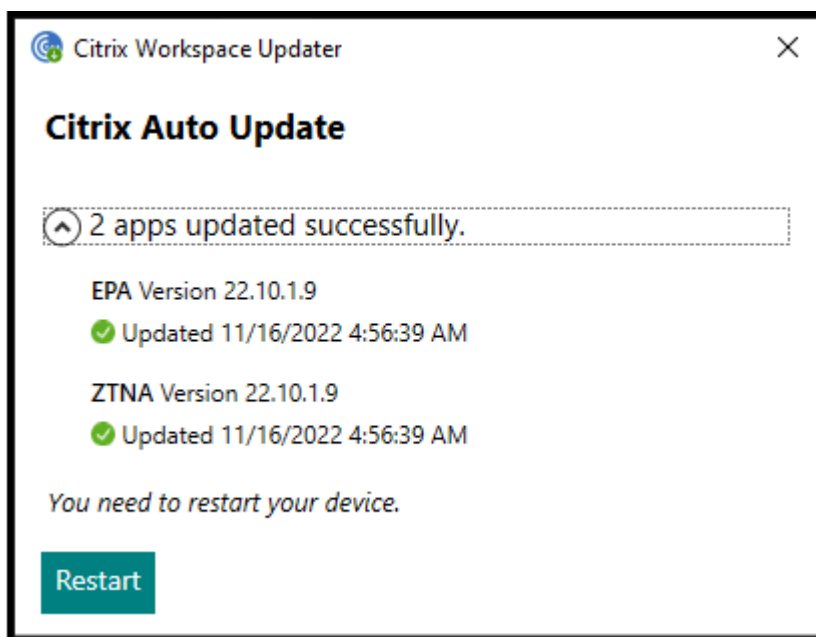 Citrix Workspace Updater
Citrix Auto Update
2 apps updated successfully.
EPA Version 22.10.1.9
Updated 11/16/2022 4:56:39 AM
ZTNA Version 22.10.1.9
Updated 11/16/2022 4:56:39 AM
You need to restart your device.
Restart